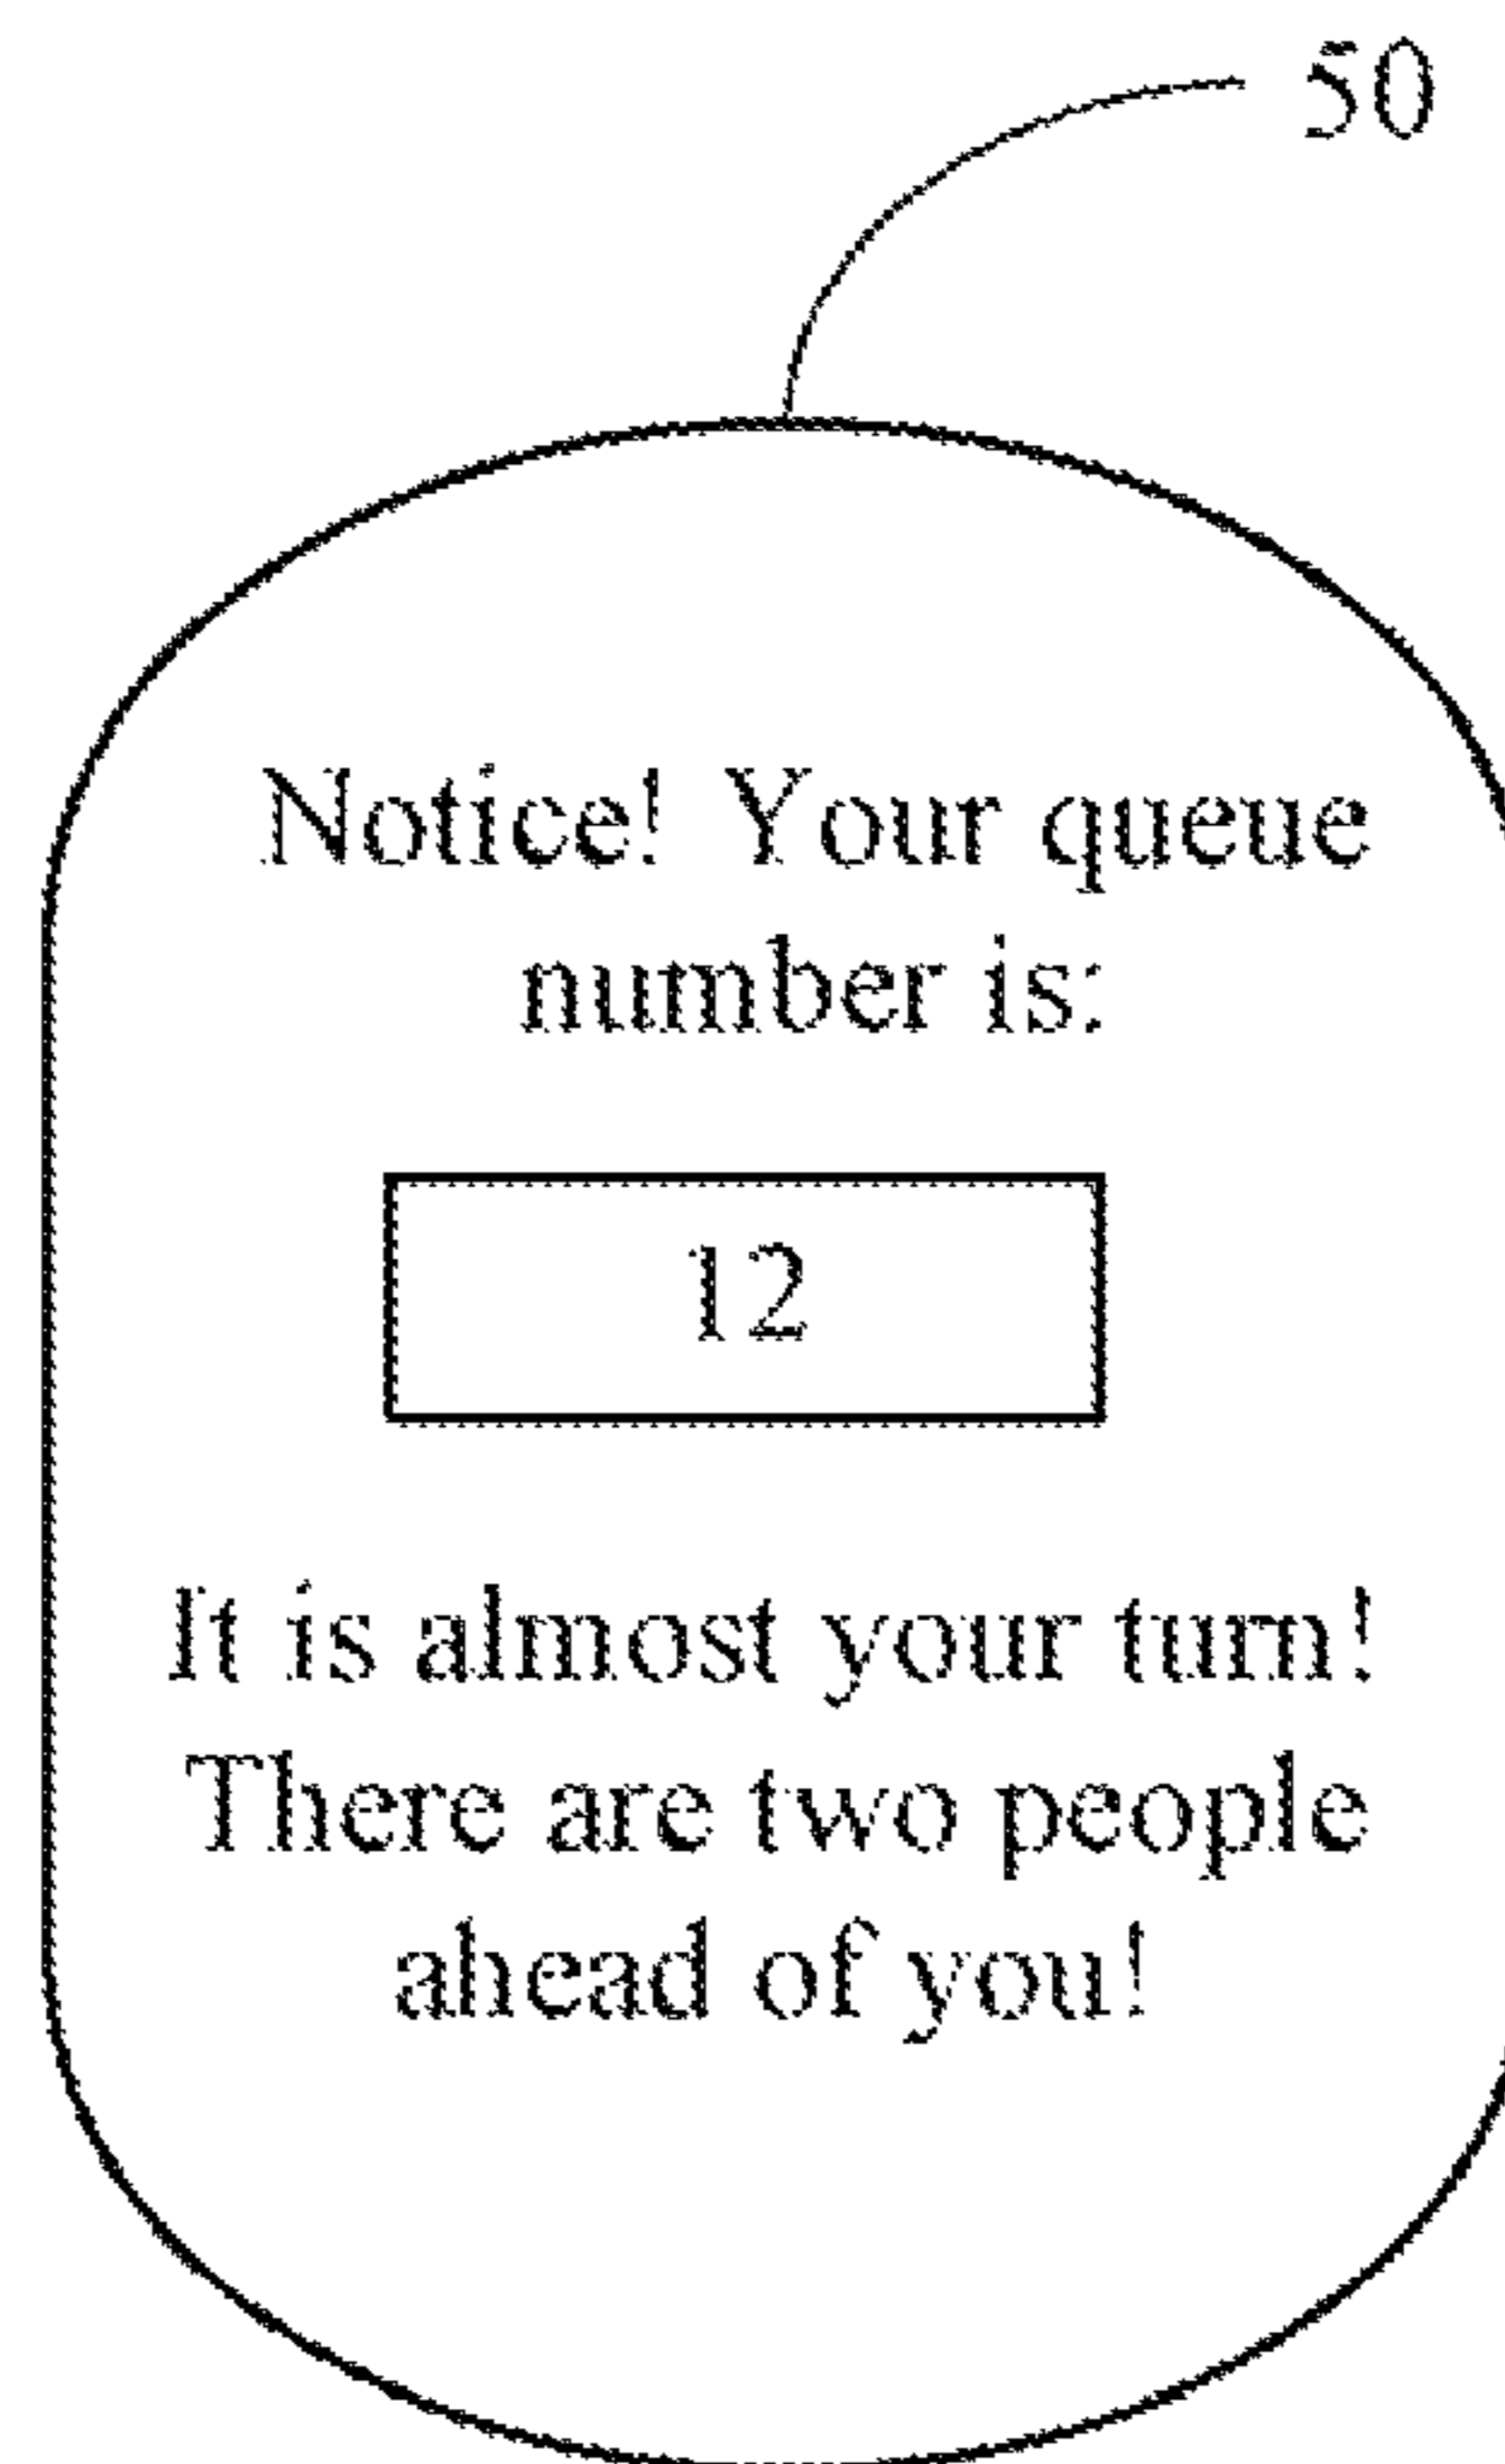 50
Notice! Your queue
number is:
12
It is almost your turn!
There are two people
ahead of you!